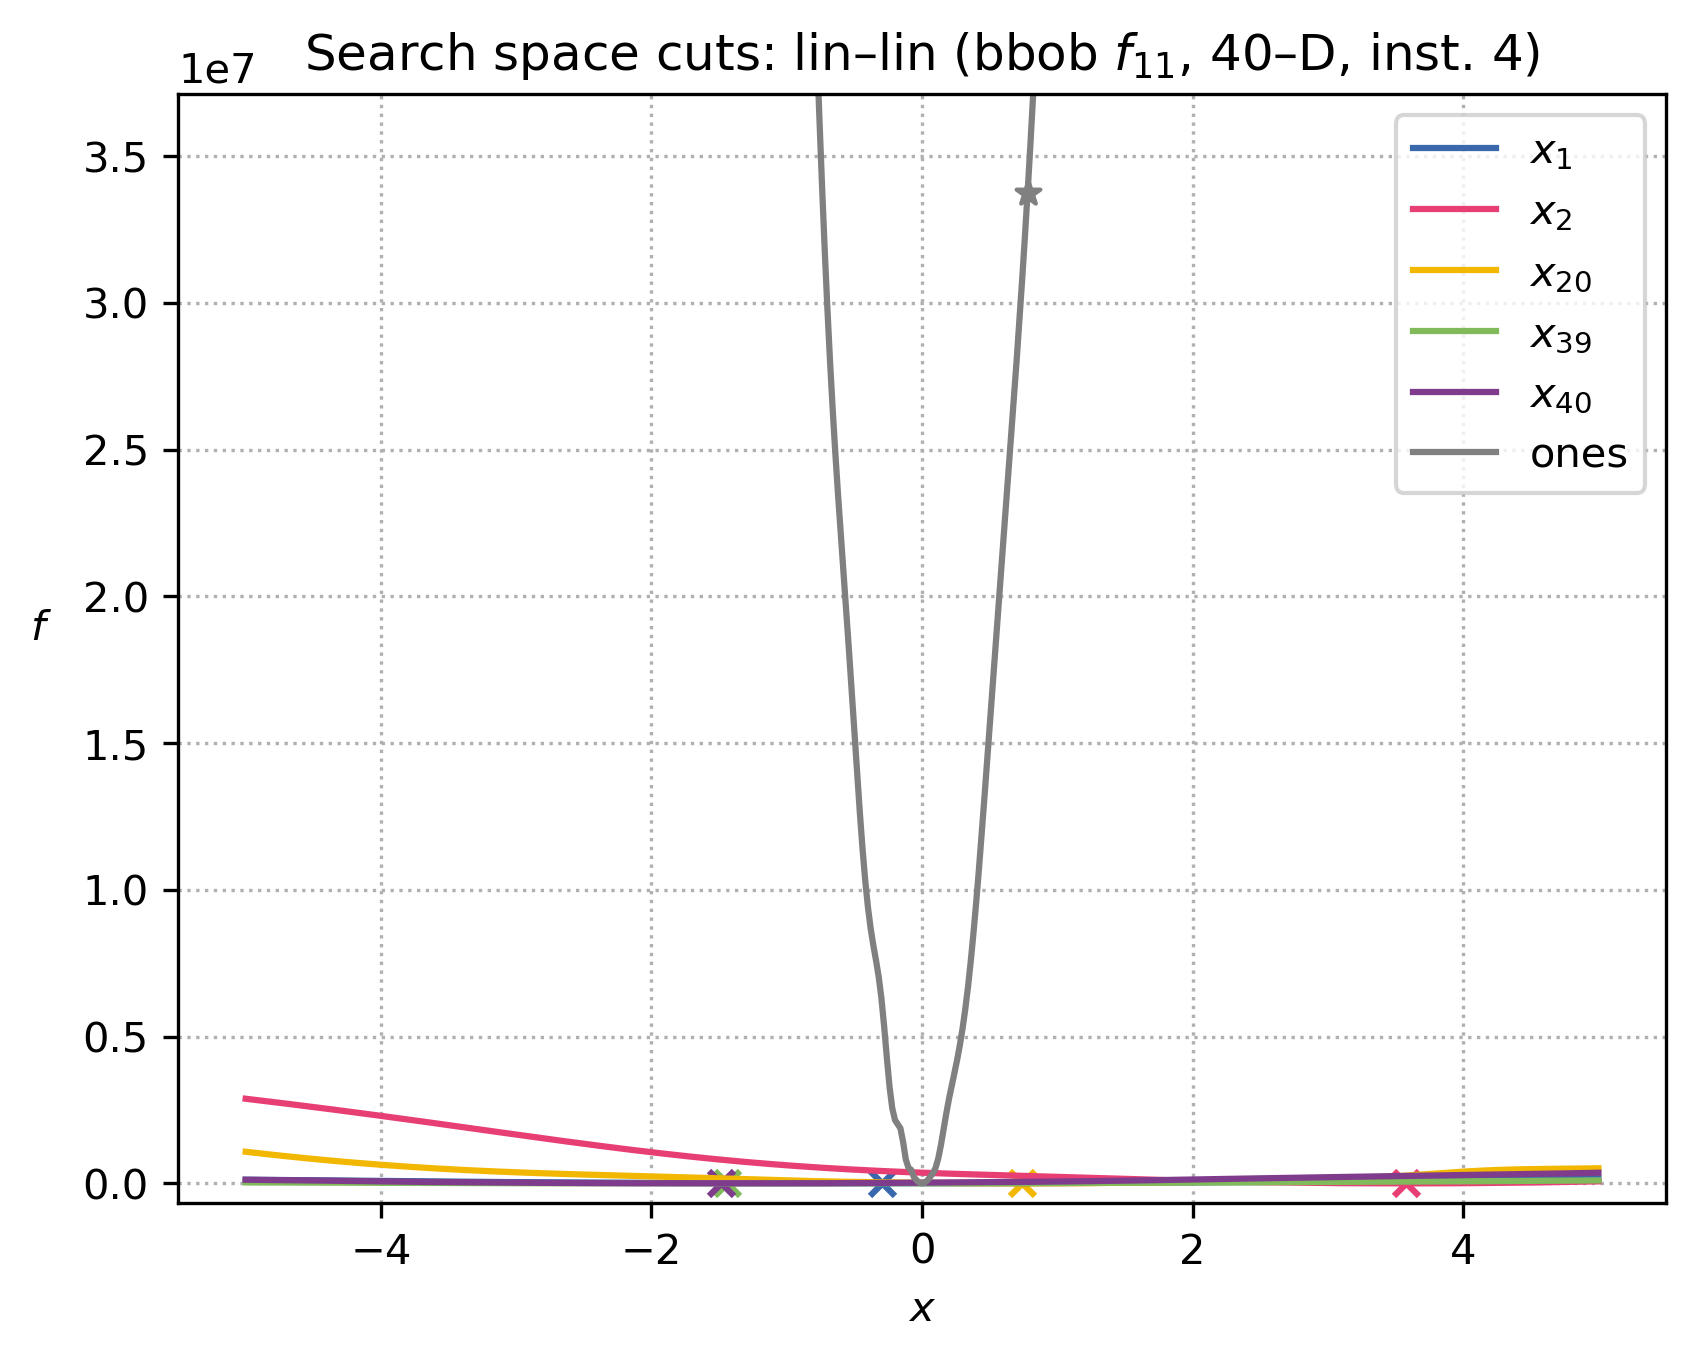 Search space cuts: lin–lin (bbob f11, 40–D, inst. 4)
1e7
3.5
3.0
2.5
2.0
1.5
1.0
0.5
0.0
f
x1
x2
x20
x39
x40
ones
−4
−2
0
2
4
x